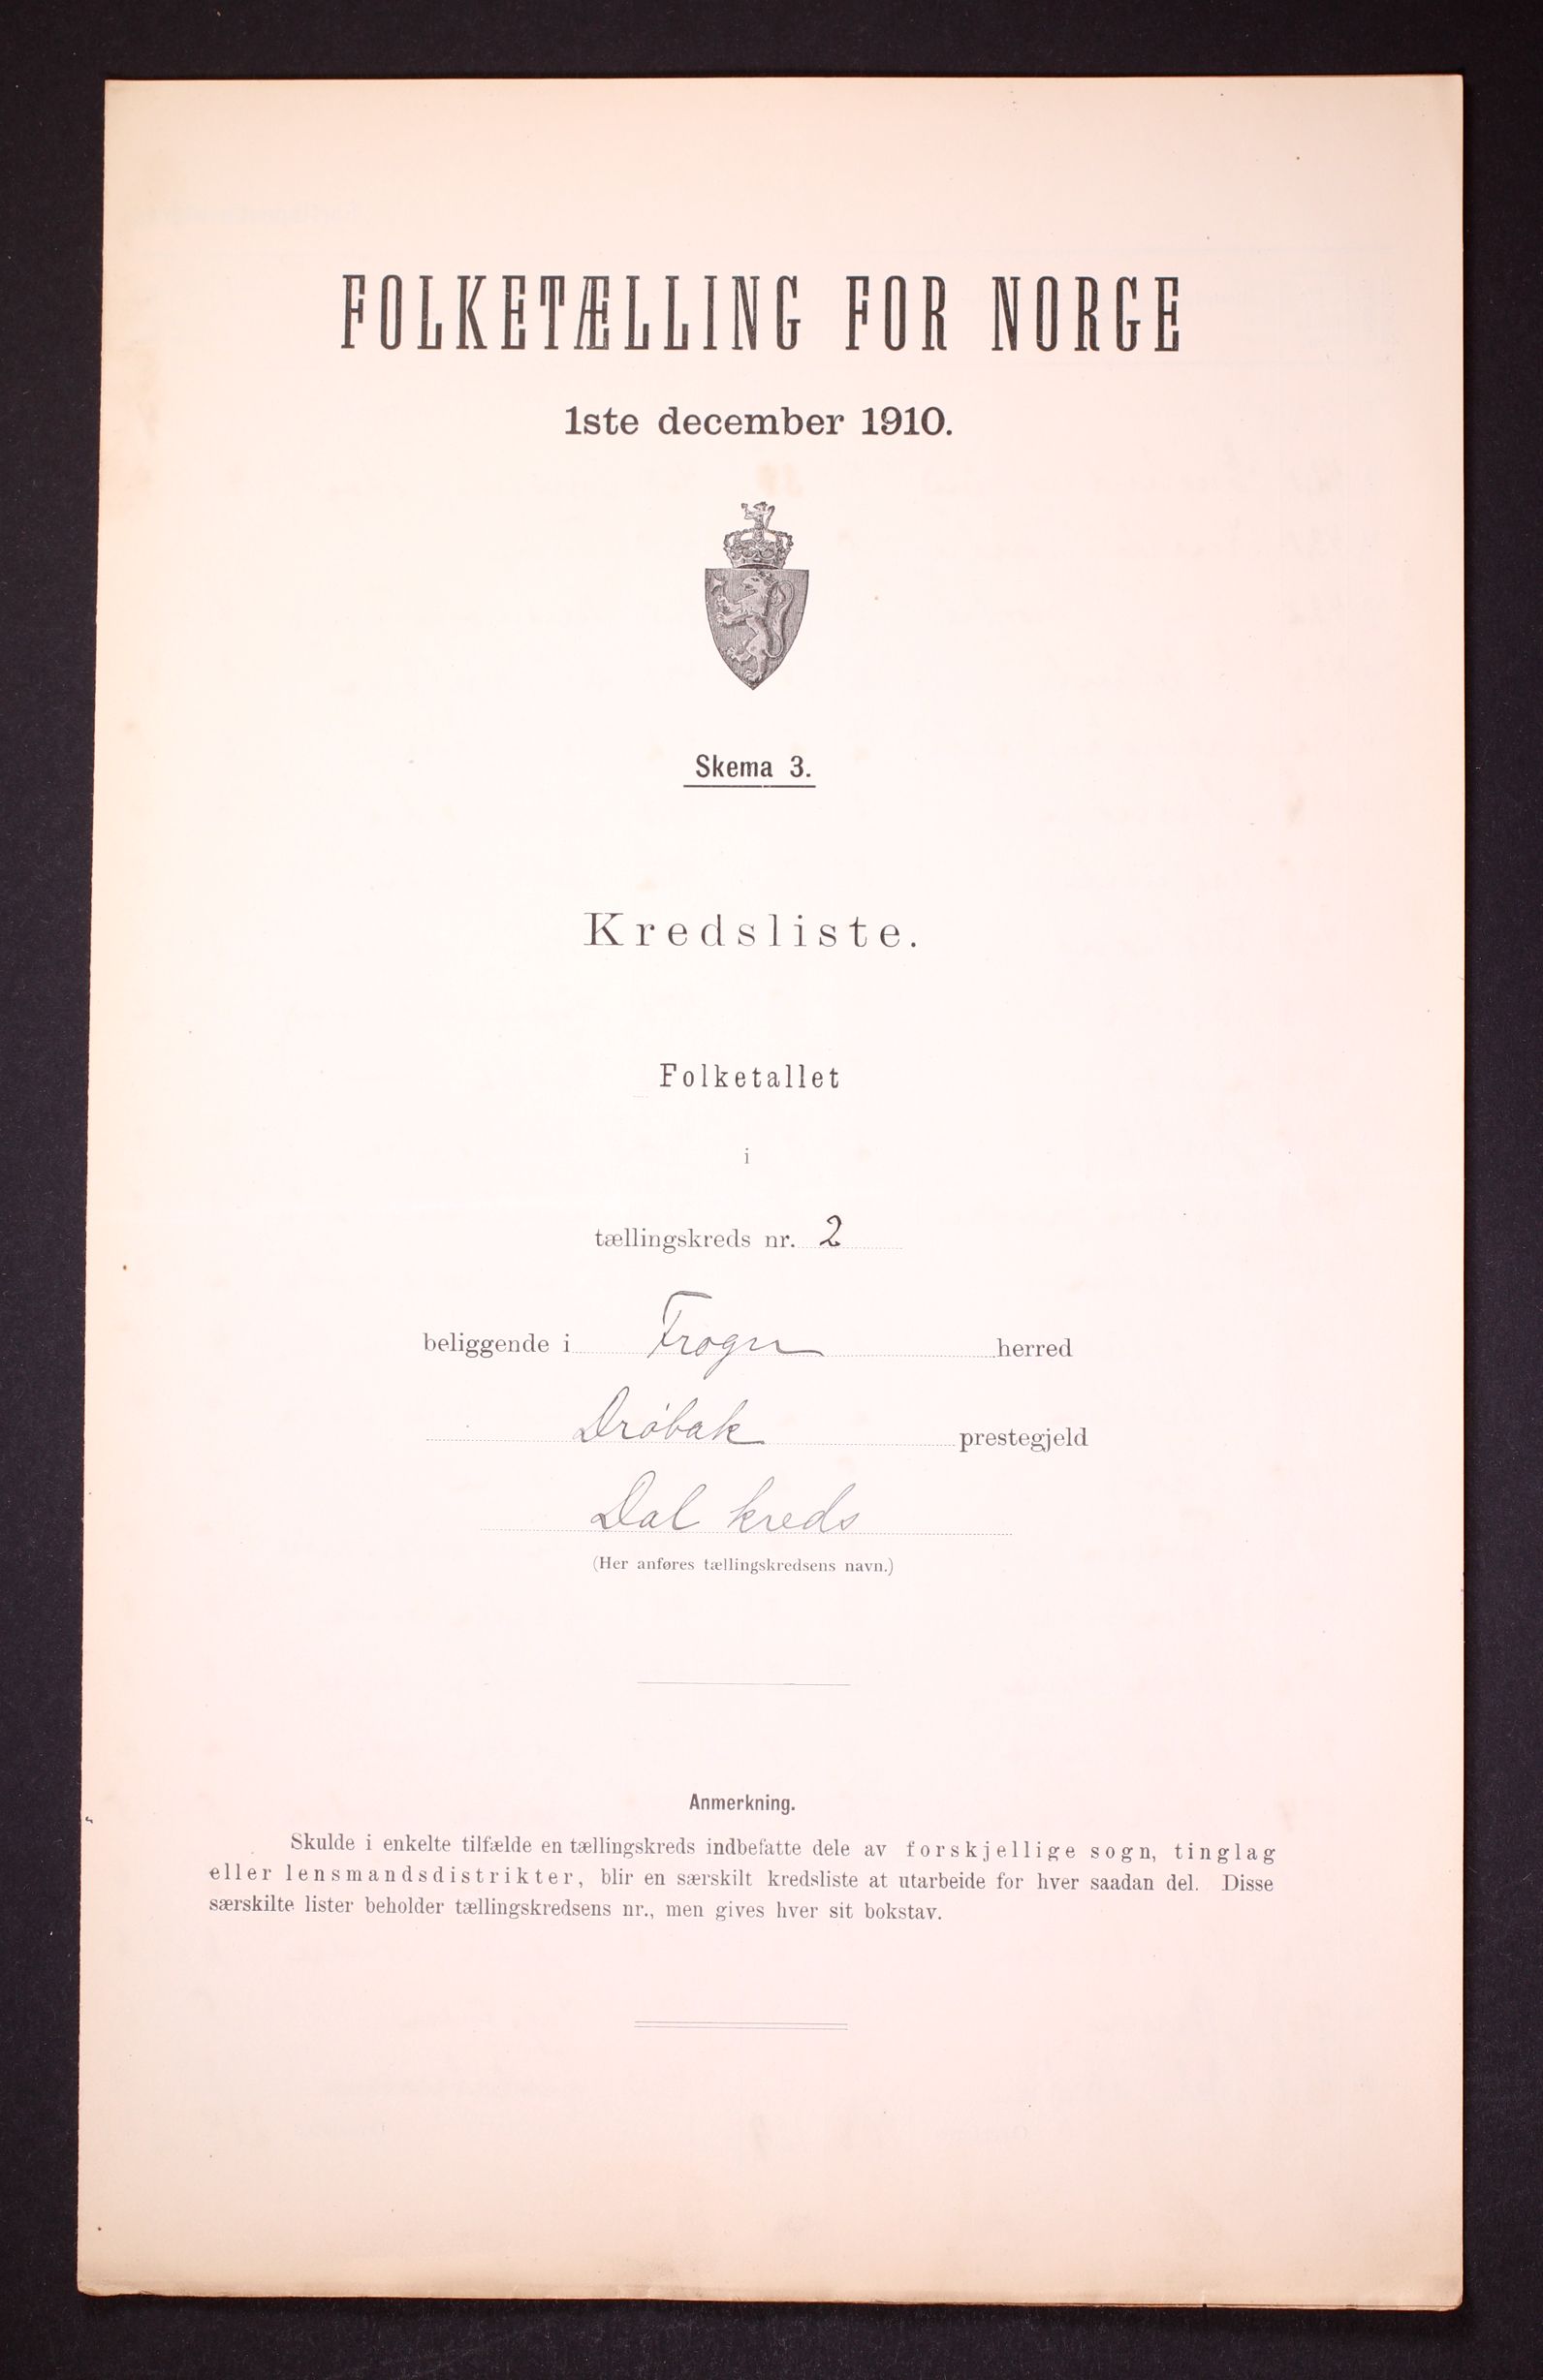 FOLKETÆLLING FOR NORGE
1ste december 1910.
Skema 3.
Kredsliste.
Folketallet
i
tællingskreds nr. 2
beliggende i Frogn herred
Drøbak prestegjeld
Dal kreds
(Her anføres tællingskredsens navn.)
Anmerkning.
Skulde i enkelte tilfælde en tællingskreds indbefatte dele av forskjellige sogn, tinglag
eller lensmandsdistrikter, blir en særskilt kredsliste at utarbeide for hver saadan del. Disse
særskilte lister beholder tællingskredsens nr., men gives hver sit bokstav.